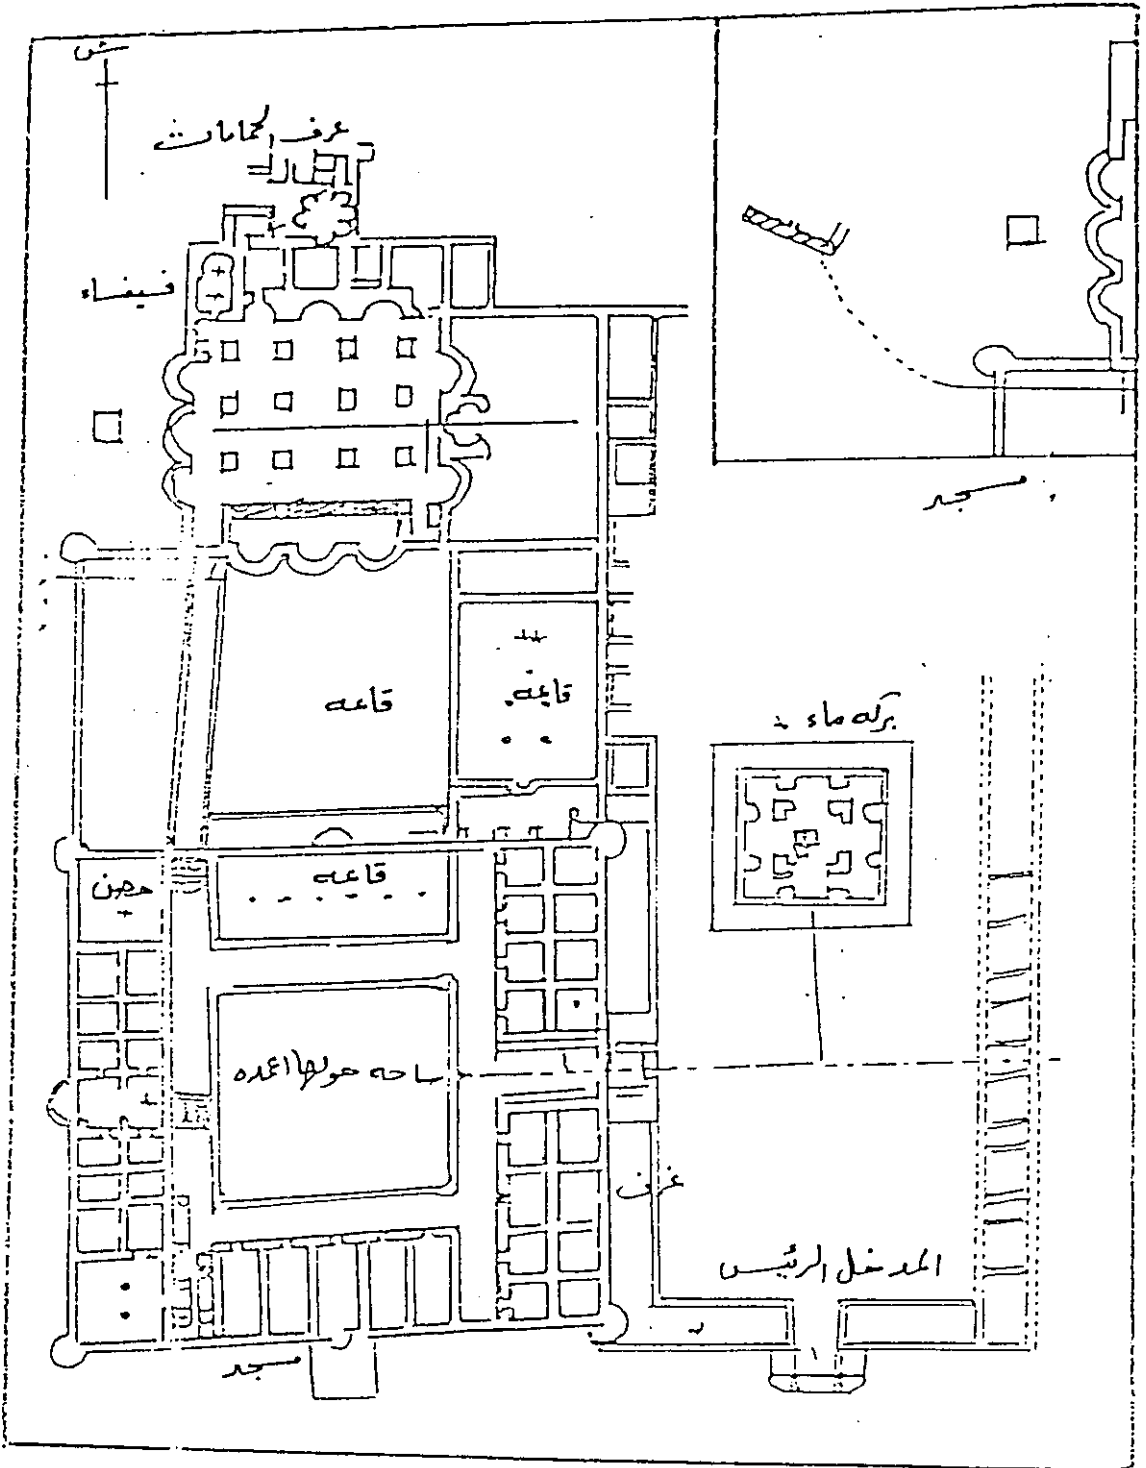 ش
غرف الحمامات
فسيفساء
مسجد
قاعه
قاعه
بركه ماء
قاعه
حصن
ساحه حولها اعمده
غرف
المدخل الرئيس
مسجد